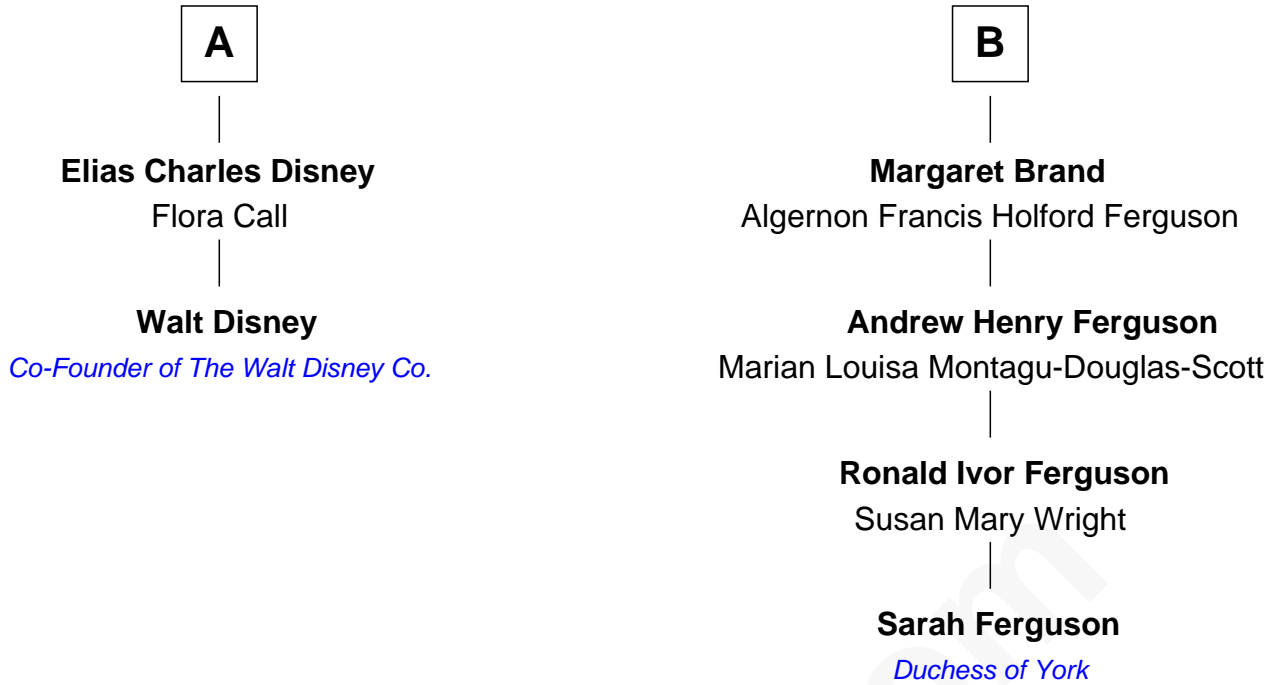 A
Elias Charles Disney
Flora Call
Walt Disney
Co-Founder of The Walt Disney Co.
B
Margaret Brand
Algernon Francis Holford Ferguson
Andrew Henry Ferguson
Marian Louisa Montagu-Douglas-Scott
Ronald Ivor Ferguson
Susan Mary Wright
Sarah Ferguson
Duchess of York